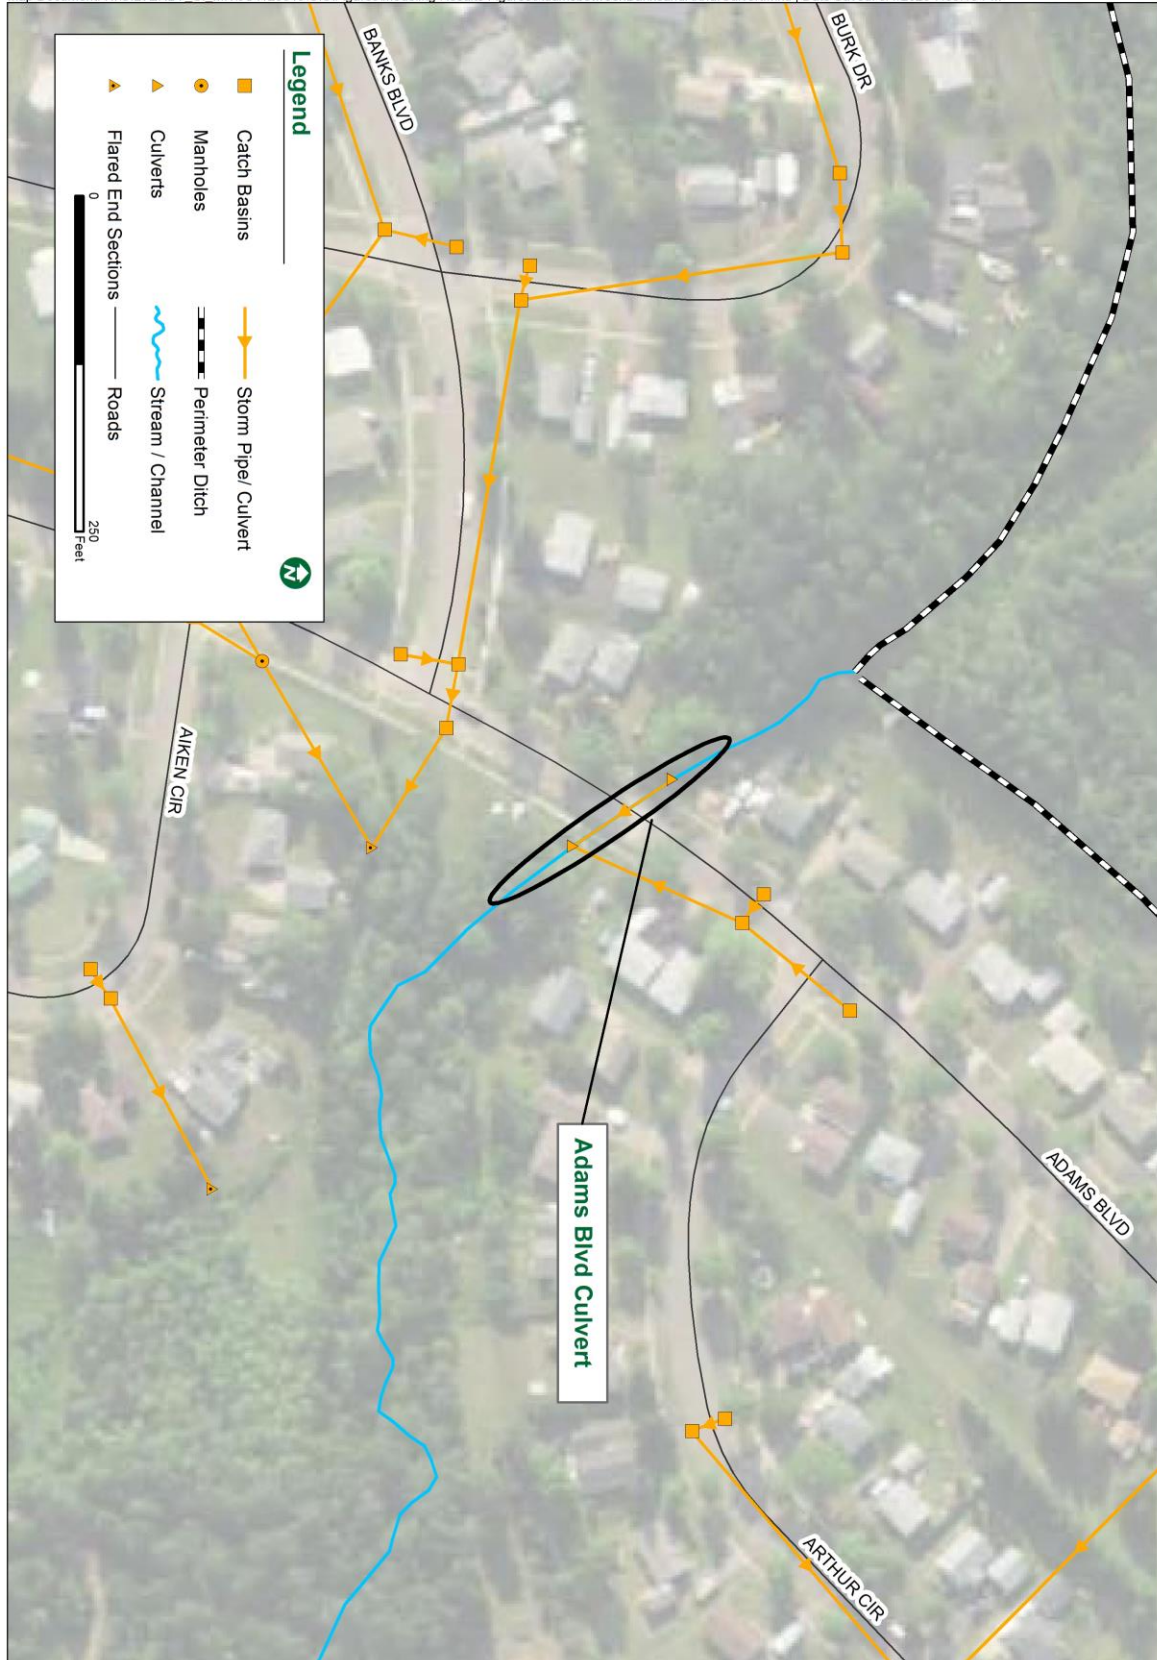 BANKS BLVD
BURK DR
Legend
Catch Basins
Manholes
Culverts
Flared End Sections
Storm Pipe/ Culvert
Perimeter Ditch
Stream / Channel
Roads
0
250
Feet
N
AIKEN CIR
Adams Blvd Culvert
ADAMS BLVD
ARTHUR CIR